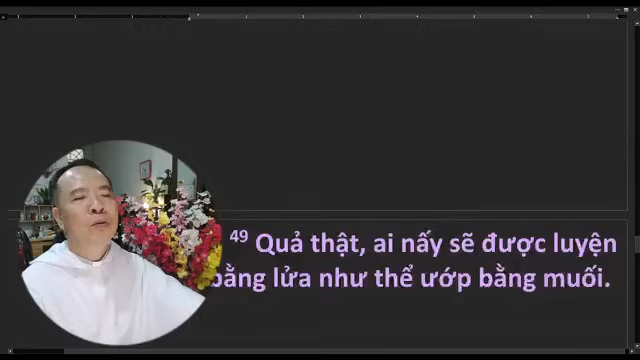 49 Quả thật, ai nấy sẽ được luyện
bằng lửa như thể ướp bằng muối.